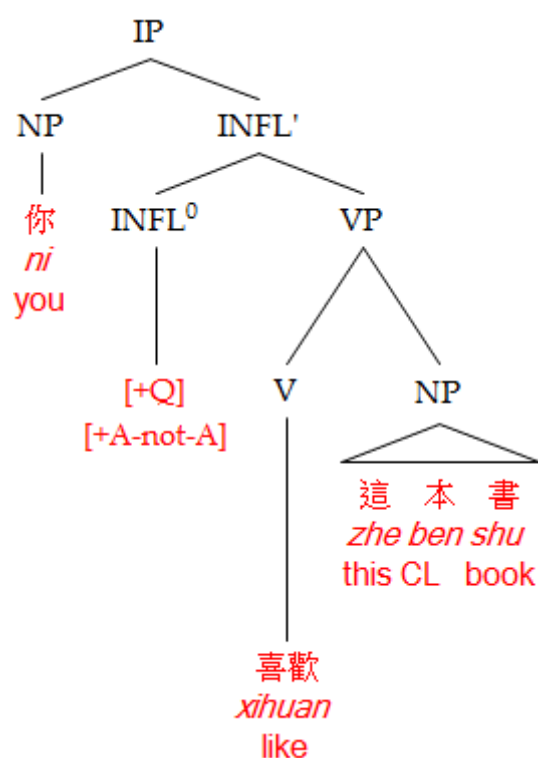 IP
NP INFL'
你 INFL⁰ VP
ni
you
[+Q] V NP
[+A-not-A]
這 本 書
zhe ben shu
this CL book
喜歡
xihuan
like